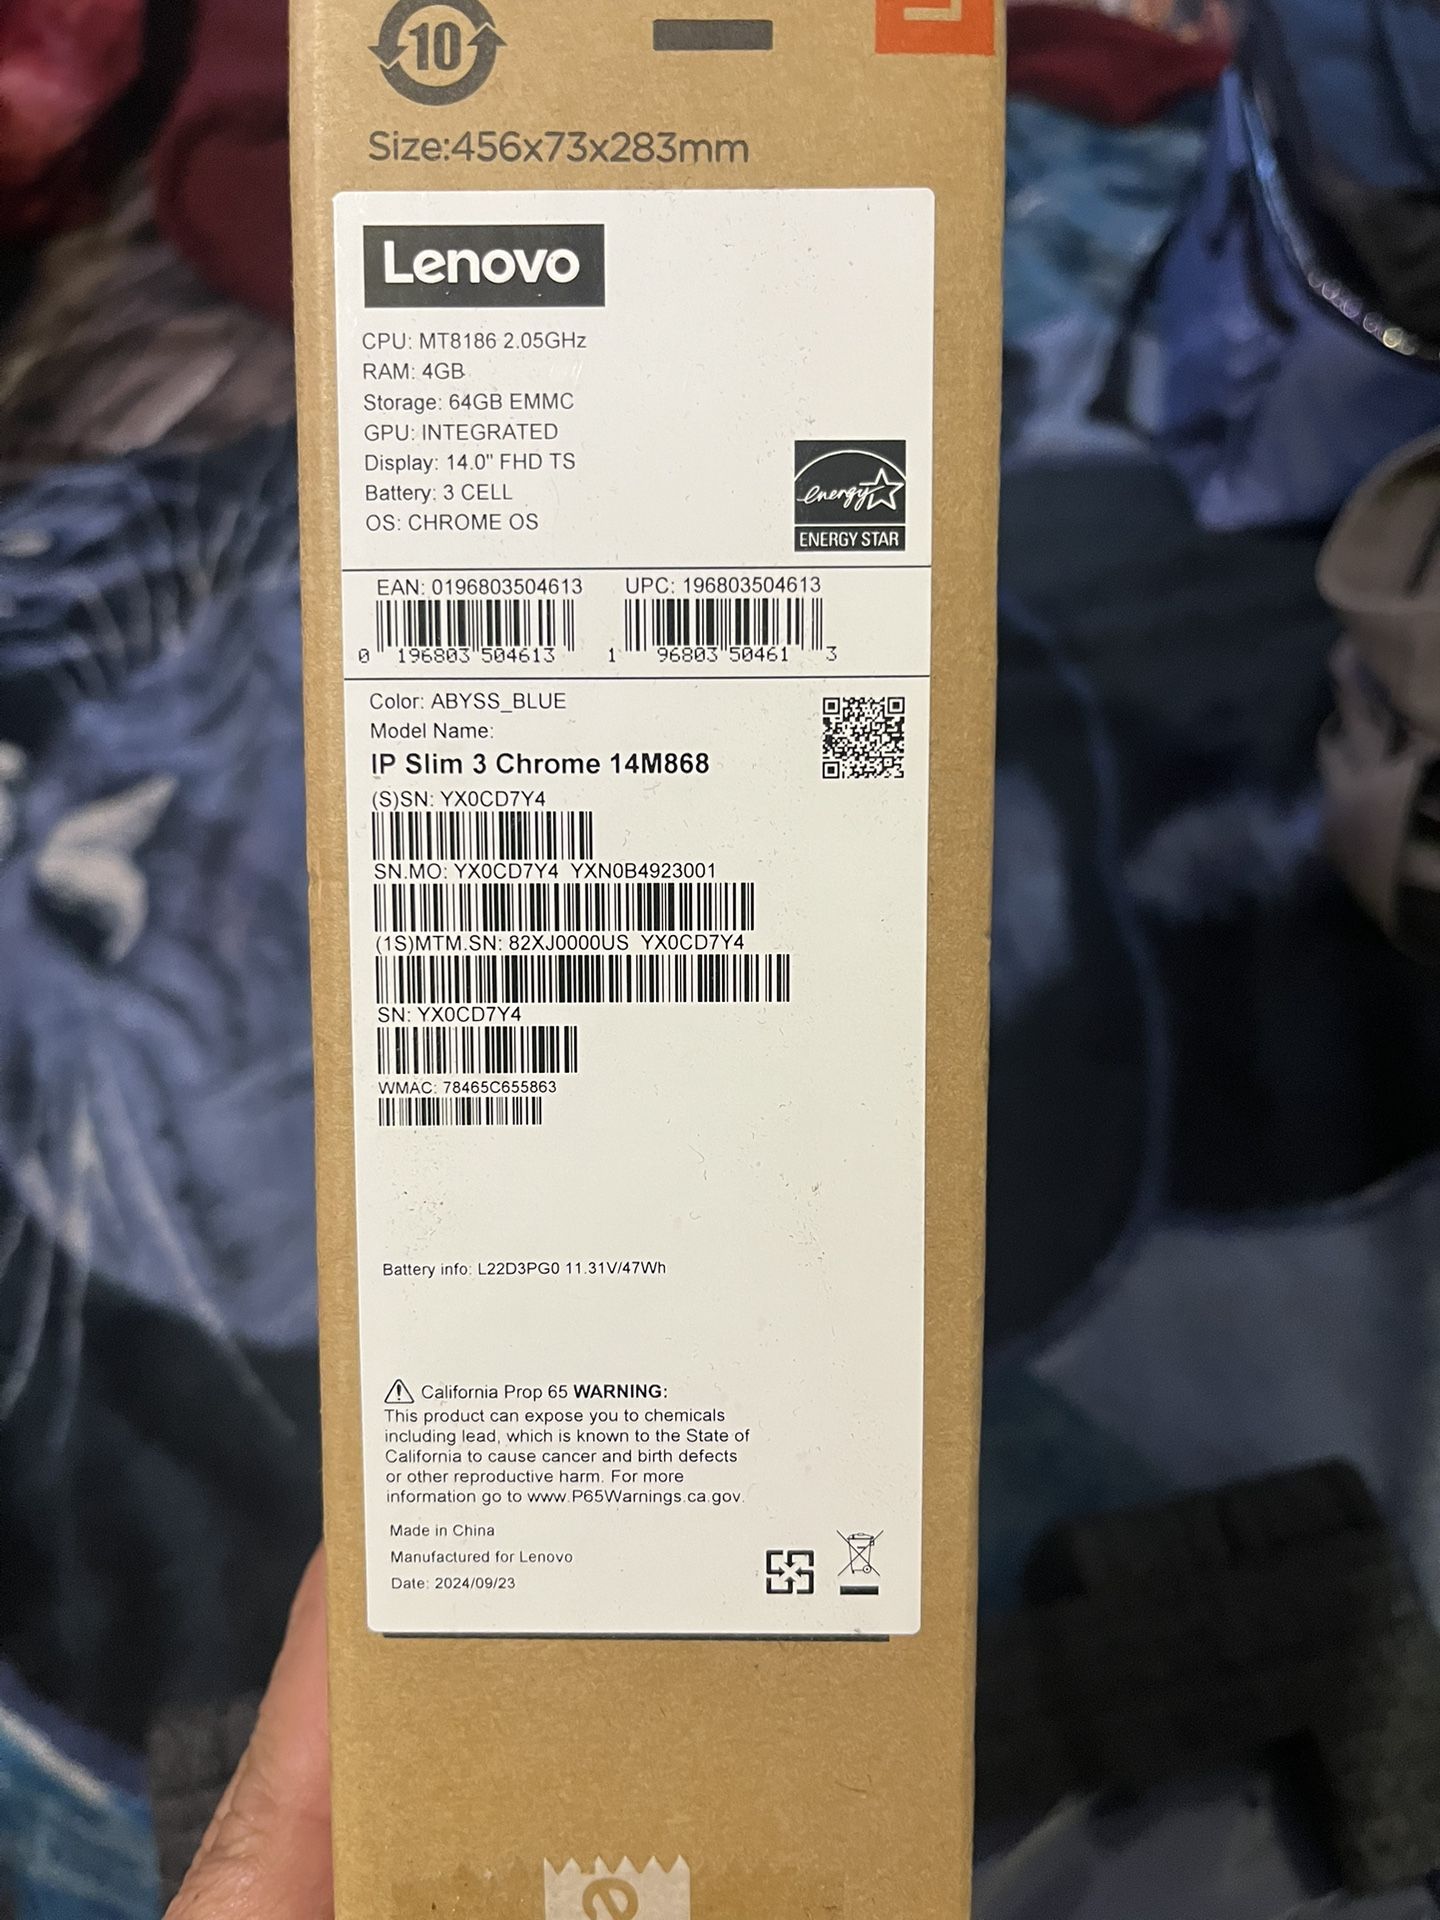 10
Size:456x73x283mm
Lenovo
CPU: MT8186 2.05GHz
RAM: 4GB
Storage: 64GB EMMC
GPU: INTEGRATED
Display: 14.0" FHD TS
Battery: 3 CELL
OS: CHROME OS
energy
ENERGY STAR
EAN: 0196803504613 UPC: 196803504613
0 196803 504613 1 96803 50461 3
Color: ABYSS_BLUE
Model Name:
IP Slim 3 Chrome 14M868
(S)SN: YX0CD7Y4
SN.MO: YX0CD7Y4 YXN0B4923001
(1S)MTM.SN: 82XJ0000US YX0CD7Y4
SN: YX0CD7Y4
WMAC: 78465C655863
Battery info: L22D3PG0 11.31V/47Wh
California Prop 65 WARNING:
This product can expose you to chemicals
including lead, which is known to the State of
California to cause cancer and birth defects
or other reproductive harm. For more
information go to www.P65Warnings.ca.gov.
Made in China
Manufactured for Lenovo
Date: 2024/09/23
e